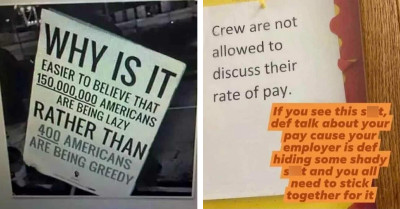 WHY IS IT
EASIER TO BELIEVE THAT
150,000,000 AMERICANS
ARE BEING LAZY
RATHER THAN
400 AMERICANS
ARE BEING GREEDY
Crew are not
allowed to
discuss their
rate of pay.
If you see this s t,
def talk about your
pay cause your
employer is def
hiding some shady
s t and you all
need to stick
together for it